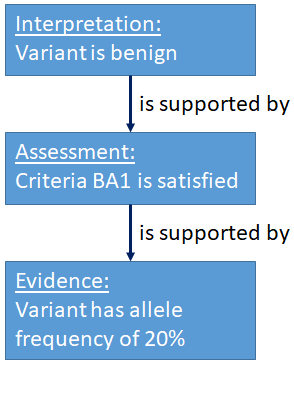 Interpretation:
Variant is benign
is supported by
Assessment:
Criteria BA1 is satisfied
is supported by
Evidence:
Variant has allele
frequency of 20%